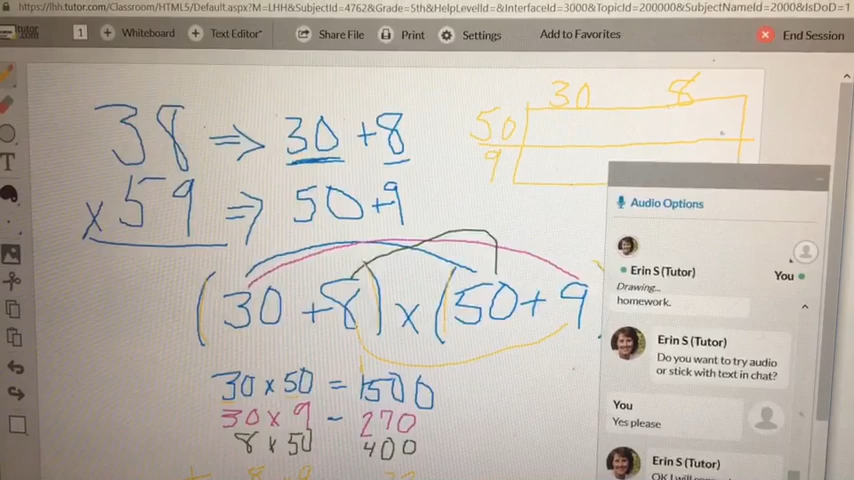 https://lhh.tutor.com/Classroom/HTML5/Default.aspx?M=LHH&SubjectId=4762&Grade=5th&HelpLevelId=&InterfaceId=3000&TopicId=200000&SubjectNameId=2000&IsDoD=1
tutor.com 1 + Whiteboard + Text Editor* Share File Print Settings Add to Favorites End Session
38 ⇒ 30 + 8
x 59 ⇒ 50 + 9
30 8
50
9
(30 + 8) x (50 + 9)
30 x 50 = 1500
30 x 9 - 270
8 x 50 400
+ 8
Audio Options
Erin S (Tutor)
You
Drawing...
homework.
Erin S (Tutor)
Do you want to try audio
or stick with text in chat?
You
Yes please
Erin S (Tutor)